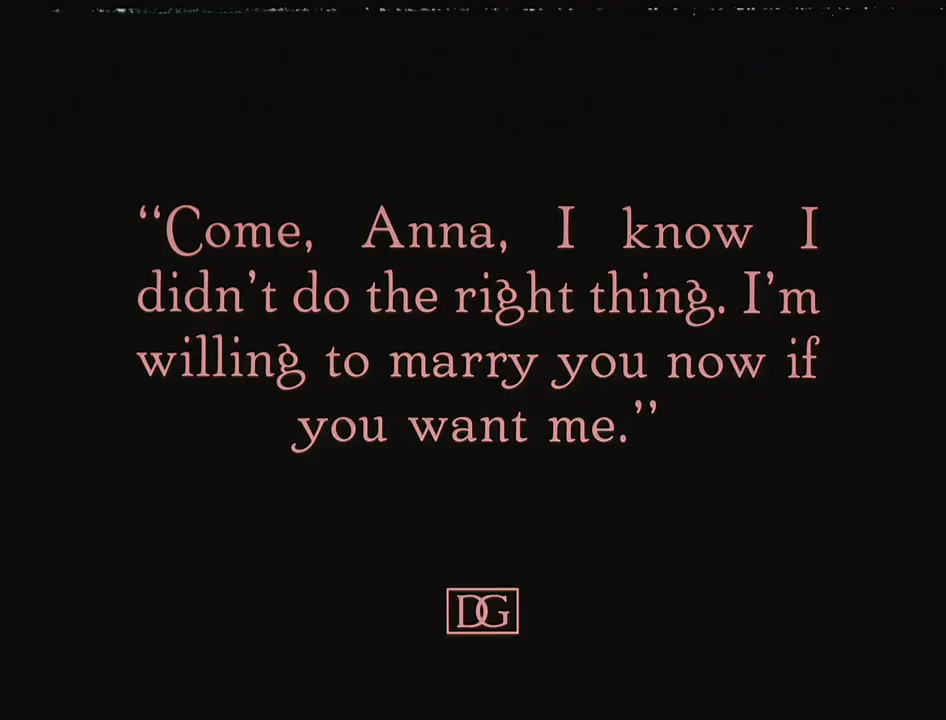 “Come, Anna, I know I
didn’t do the right thing. I’m
willing to marry you now if
you want me.”
DG